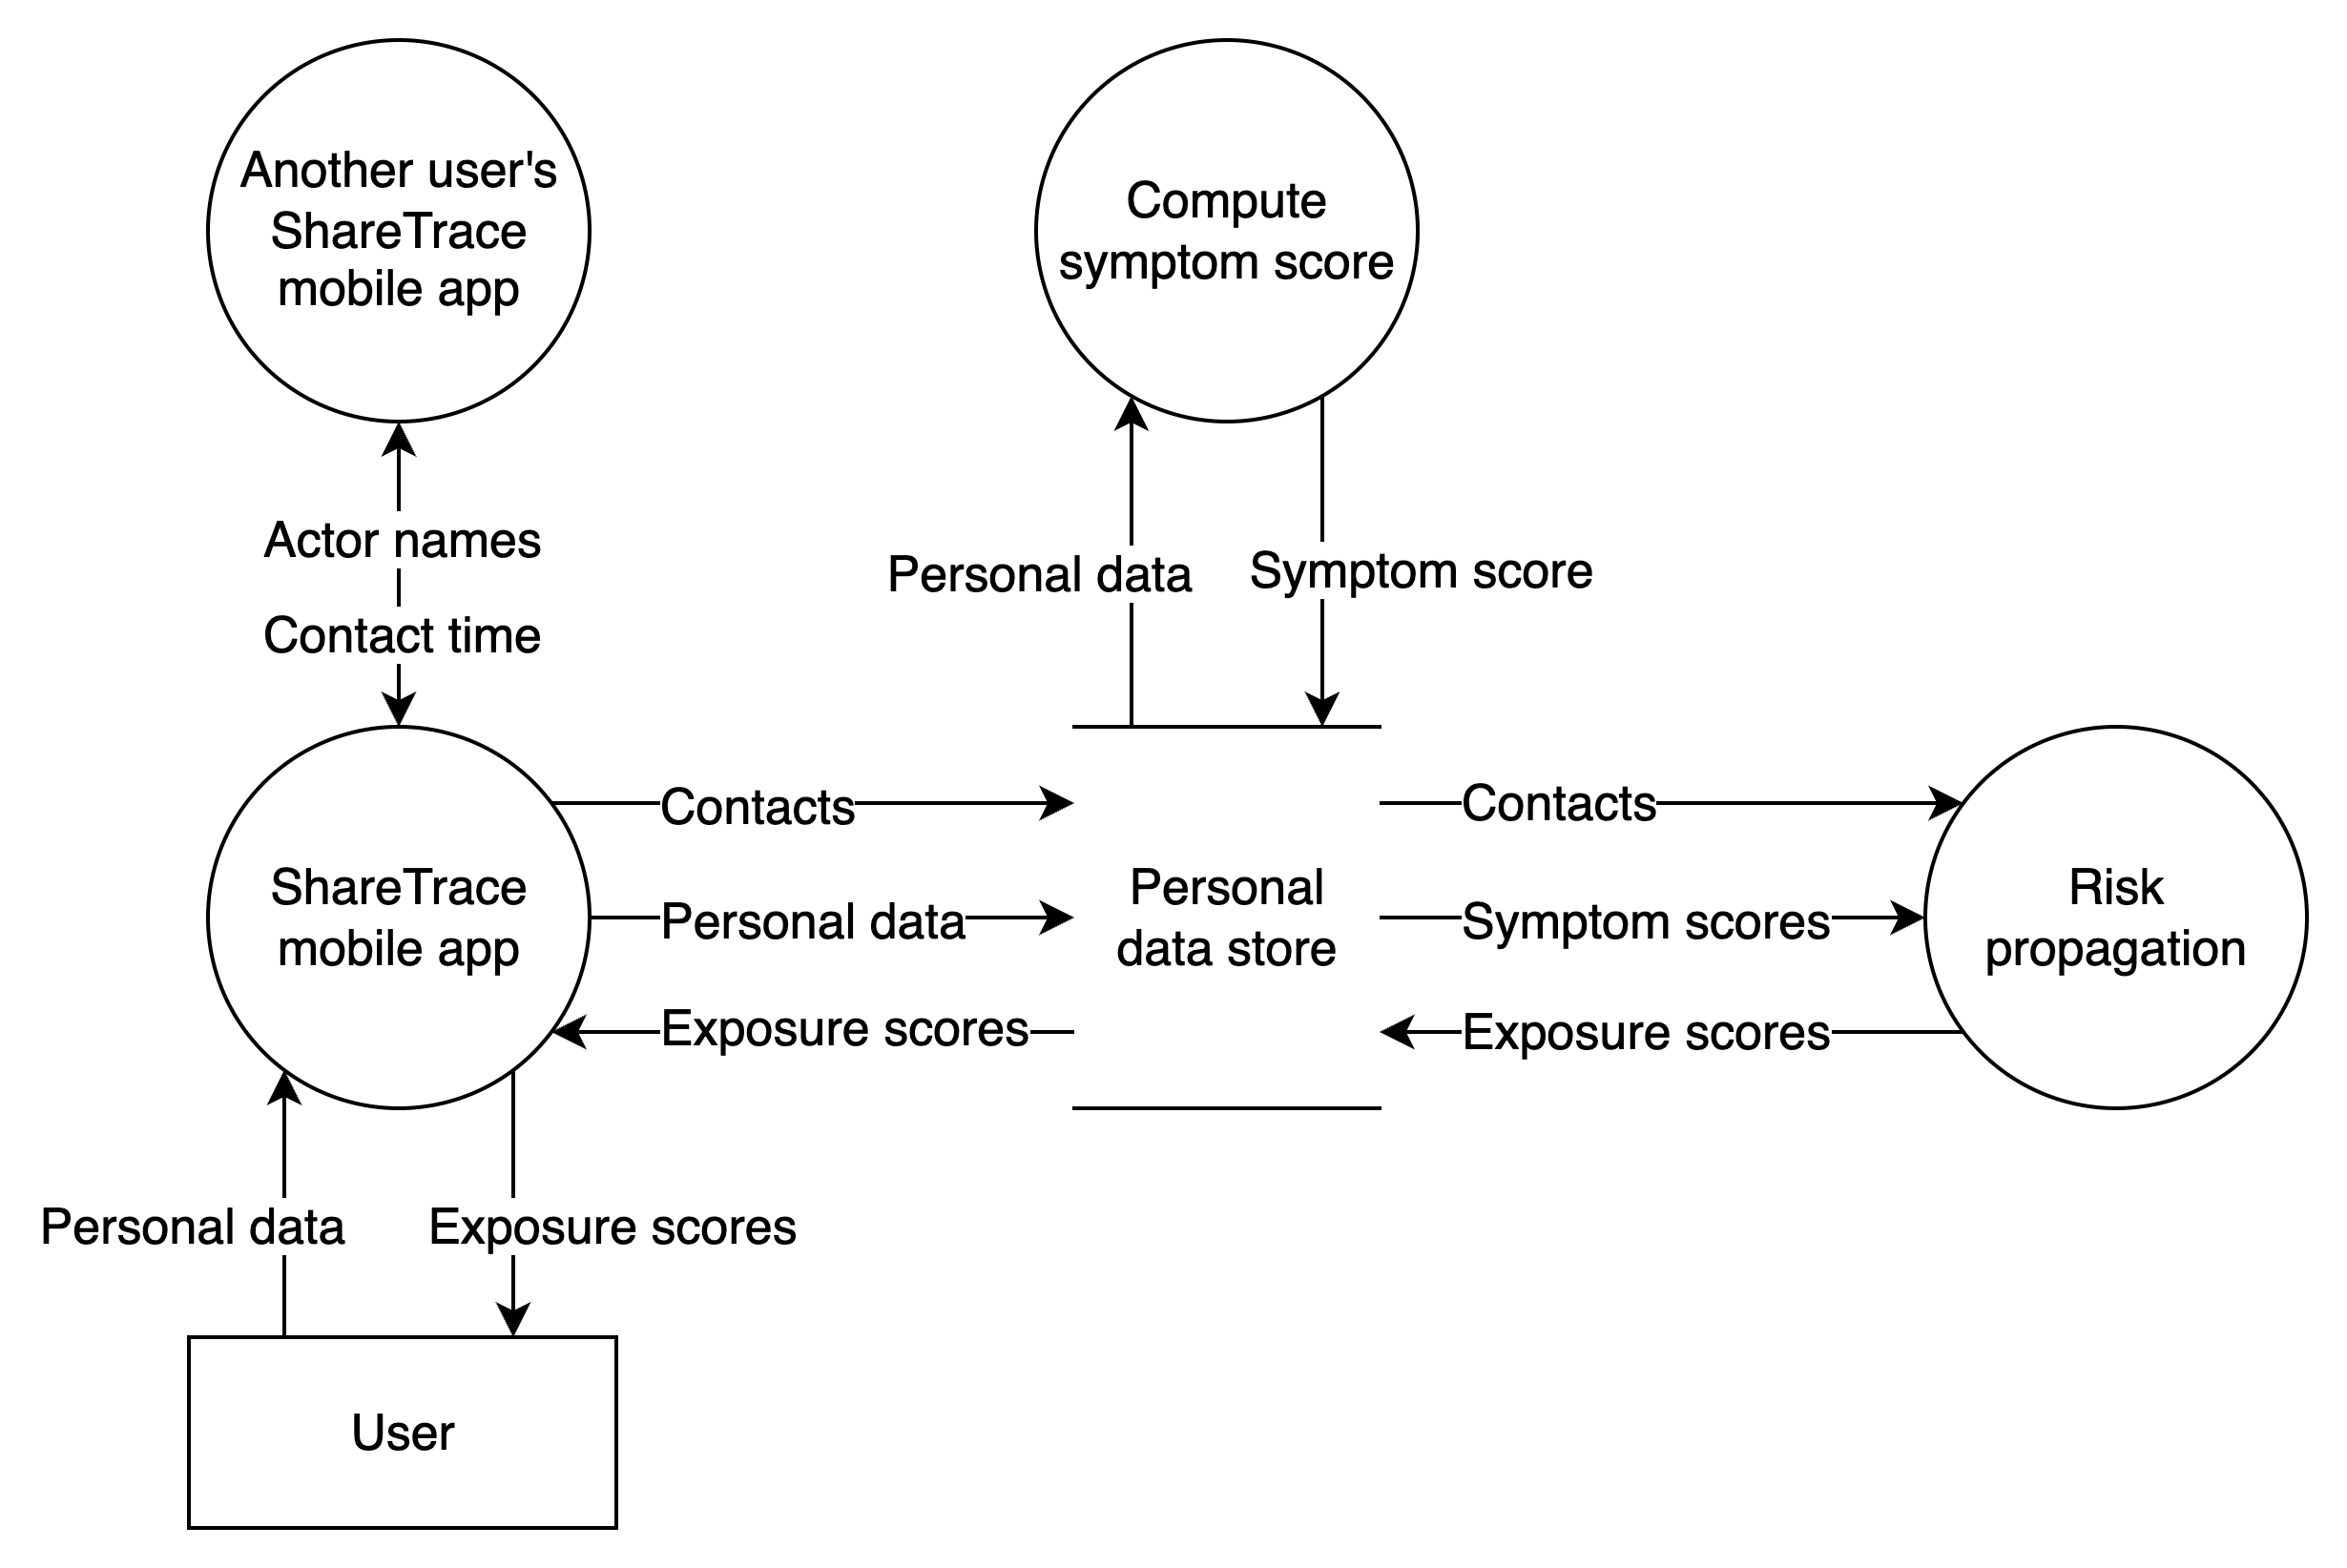 Another user's
ShareTrace
mobile app
Compute
symptom score
Actor names
Contact time
Personal data
Symptom score
Contacts
Contacts
ShareTrace
mobile app
Personal data
Personal
data store
Symptom scores
Risk
propagation
Exposure scores
Exposure scores
Personal data
Exposure scores
User